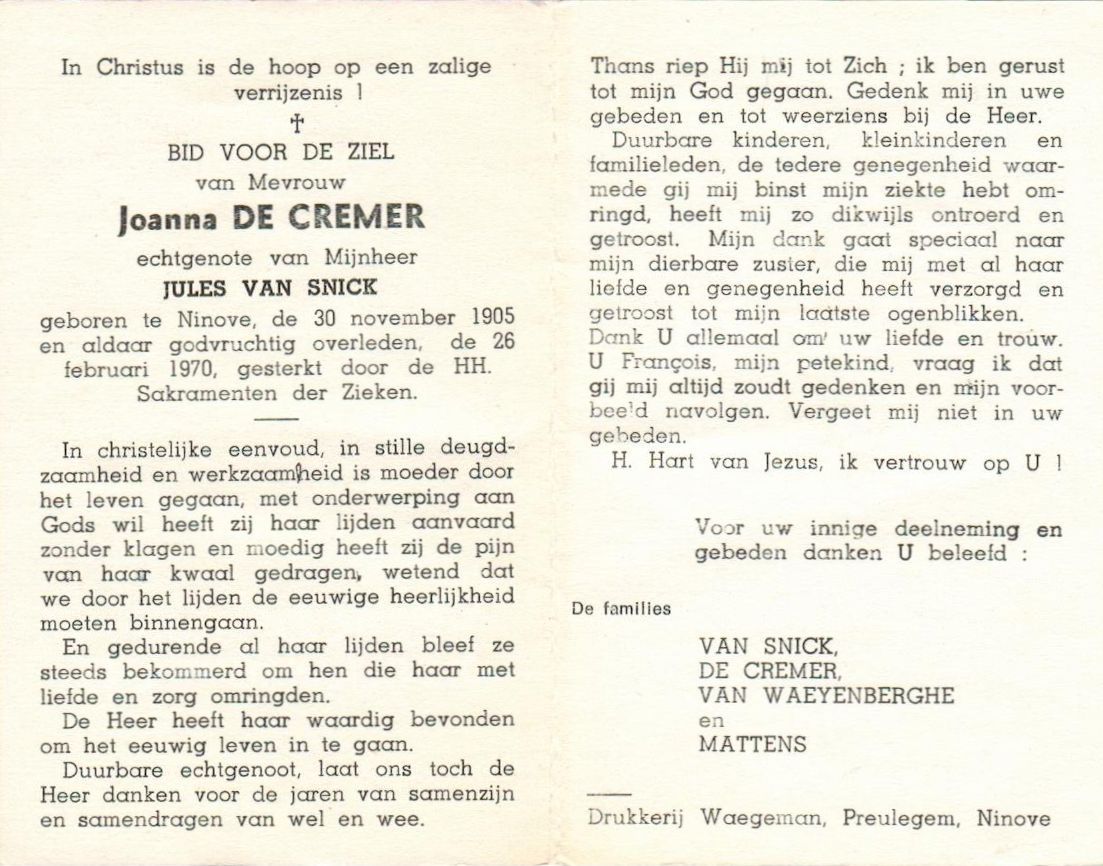 In Christus is de hoop op een zalige
verrijzenis !
✝
BID VOOR DE ZIEL
van Mevrouw
Joanna DE CREMER
echtgenote van Mijnheer
JULES VAN SNICK
geboren te Ninove, de 30 november 1905
en aldaar godvruchtig overleden, de 26
februari 1970, gesterkt door de HH.
Sakramenten der Zieken.
In christelijke eenvoud, in stille deugd-
zaamheid en werkzaamheid is moeder door
het leven gegaan, met onderwerping aan
Gods wil heeft zij haar lijden aanvaard
zonder klagen en moedig heeft zij de pijn
van haar kwaal gedragen, wetend dat
we door het lijden de eeuwige heerlijkheid
moeten binnengaan.
En gedurende al haar lijden bleef ze
steeds bekommerd om hen die haar met
liefde en zorg omringden.
De Heer heeft haar waardig bevonden
om het eeuwig leven in te gaan.
Duurbare echtgenoot, laat ons toch de
Heer danken voor de jaren van samenzijn
en samendragen van wel en wee.
Thans riep Hij mij tot Zich ; ik ben gerust
tot mijn God gegaan. Gedenk mij in uwe
gebeden en tot weerziens bij de Heer.
Duurbare kinderen, kleinkinderen en
familieleden, de tedere genegenheid waar-
mede gij mij binst mijn ziekte hebt om-
ringd, heeft mij zo dikwijls ontroerd en
getroost. Mijn dank gaat speciaal naar
mijn dierbare zuster, die mij met al haar
liefde en genegenheid heeft verzorgd en
getroost tot mijn laatste ogenblikken.
Dank U allemaal om' uw liefde en trouw.
U François, mijn petekind, vraag ik dat
gij mij altijd zoudt gedenken en mijn voor-
beeld navolgen. Vergeet mij niet in uw
gebeden.
H. Hart van Jezus, ik vertrouw op U !
Voor uw innige deelneming en
gebeden danken U beleefd :
De families
VAN SNICK,
DE CREMER,
VAN WAEYENBERGHE
en
MATTENS
Drukkerij Waegeman, Preulegem, Ninove